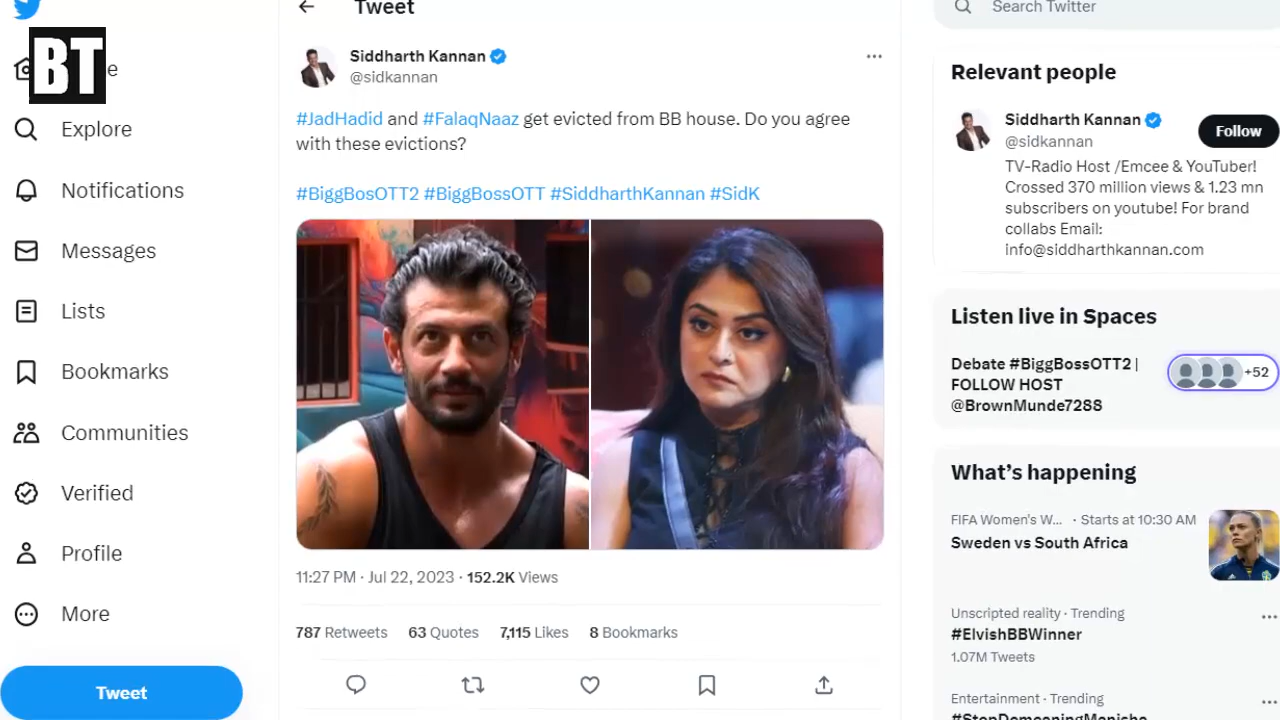 BT
e
Explore
Notifications
Messages
Lists
Bookmarks
Communities
Verified
Profile
More
Tweet
Tweet
Siddharth Kannan
@sidkannan
#JadHadid and #FalaqNaaz get evicted from BB house. Do you agree
with these evictions?
#BiggBosOTT2 #BiggBossOTT #SiddharthKannan #SidK
11:27 PM · Jul 22, 2023 · 152.2K Views
787 Retweets 63 Quotes 7,115 Likes 8 Bookmarks
Search Twitter
Relevant people
Siddharth Kannan
@sidkannan
Follow
TV-Radio Host /Emcee & YouTuber!
Crossed 370 million views & 1.23 mn
subscribers on youtube! For brand
collabs Email:
info@siddharthkannan.com
Listen live in Spaces
Debate #BiggBossOTT2 |
FOLLOW HOST
@BrownMunde7288
+52
What's happening
FIFA Women's W... · Starts at 10:30 AM
Sweden vs South Africa
Unscripted reality · Trending
#ElvishBBWinner
1.07M Tweets
Entertainment · Trending
#StopDemeaningManisha